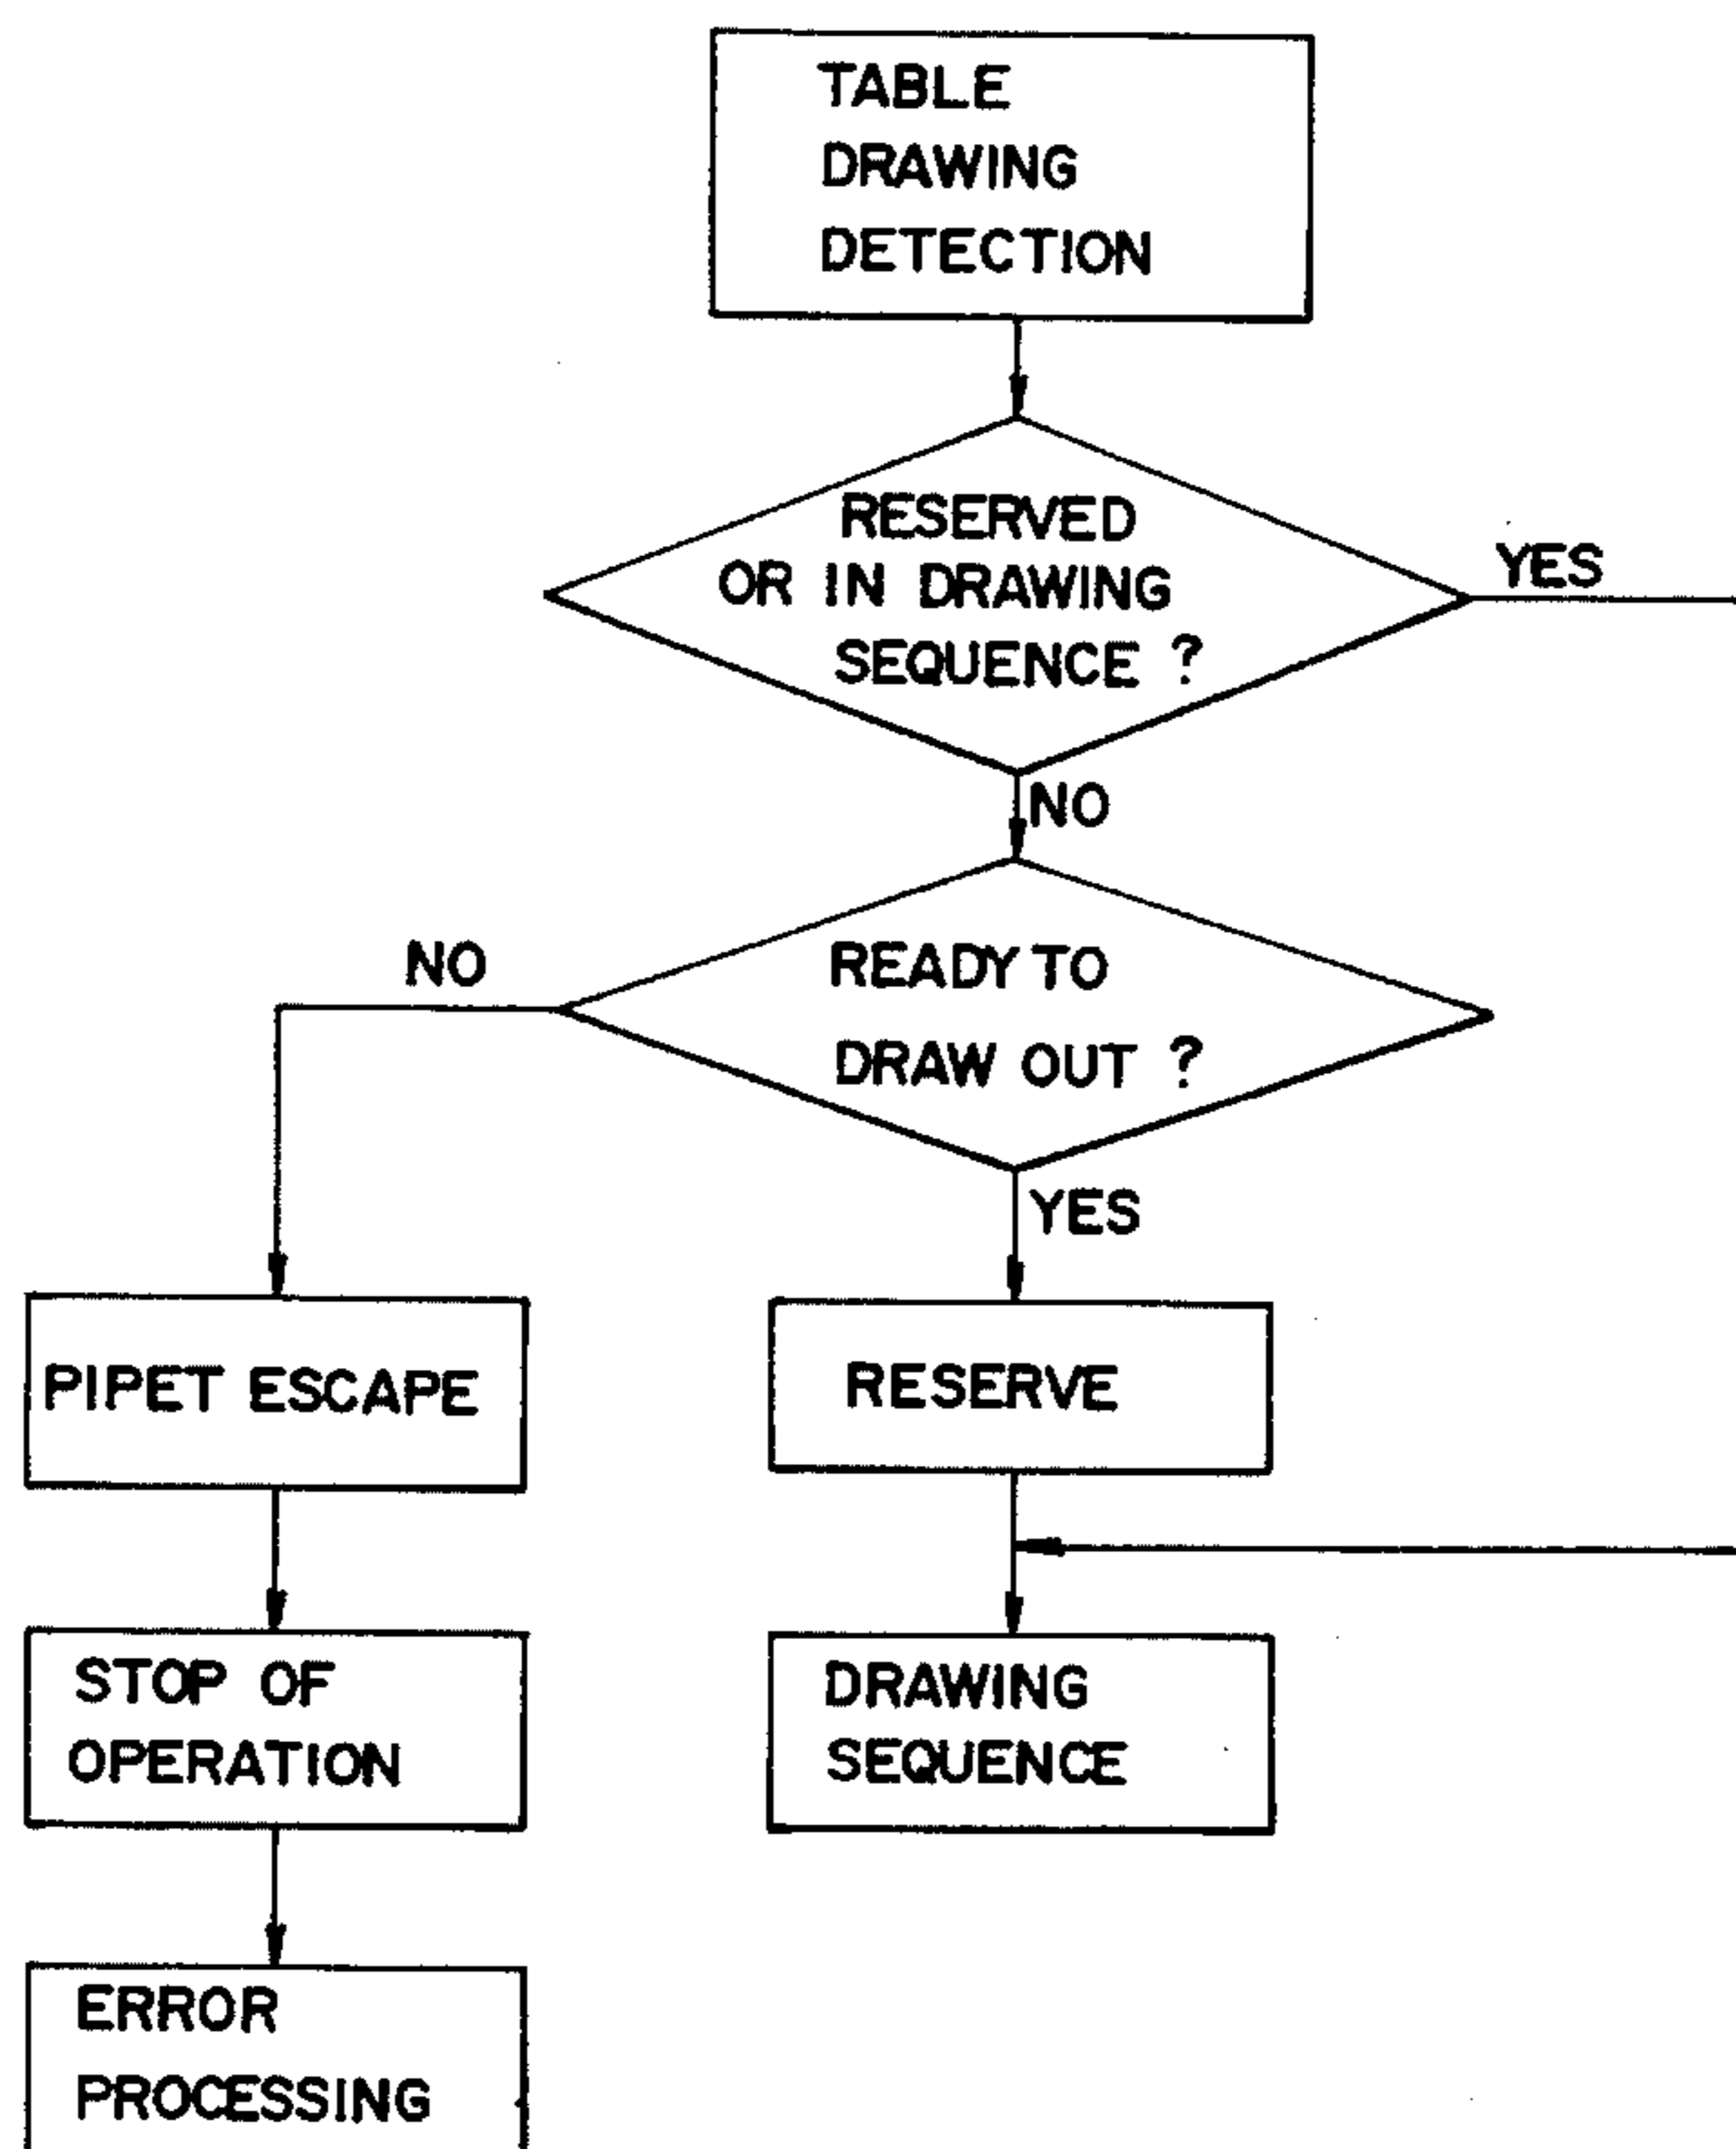 TABLE
DRAWING
DETECTION
RESERVED
OR IN DRAWING
SEQUENCE ?
YES
NO
READY TO
DRAW OUT ?
NO
YES
PIPET ESCAPE
RESERVE
STOP OF
OPERATION
DRAWING
SEQUENCE
ERROR
PROCESSING